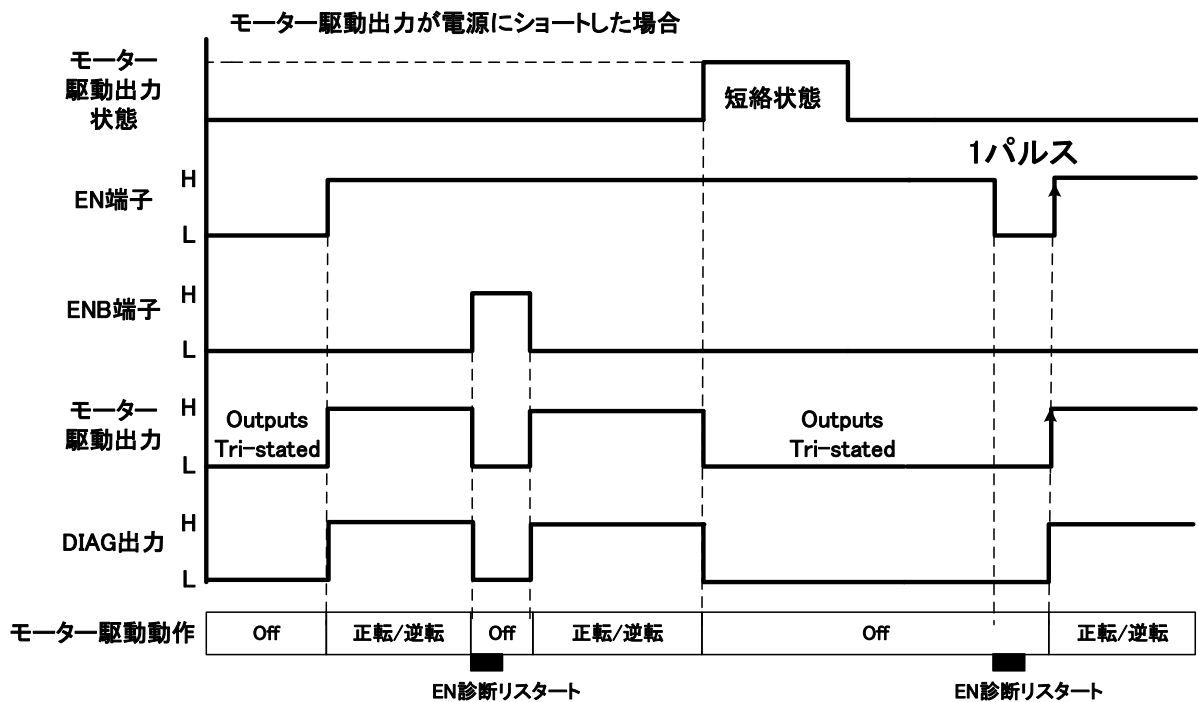 モーター駆動出力が電源にショートした場合
モーター
駆動出力
状態
短絡状態
1パルス
EN端子
H
L
ENB端子
H
L
モーター
駆動出力
H
L
Outputs
Tri-stated
Outputs
Tri-stated
DIAG出力
H
L
モーター駆動動作
Off
正転/逆転
Off
正転/逆転
Off
正転/逆転
EN診断リスタート
EN診断リスタート